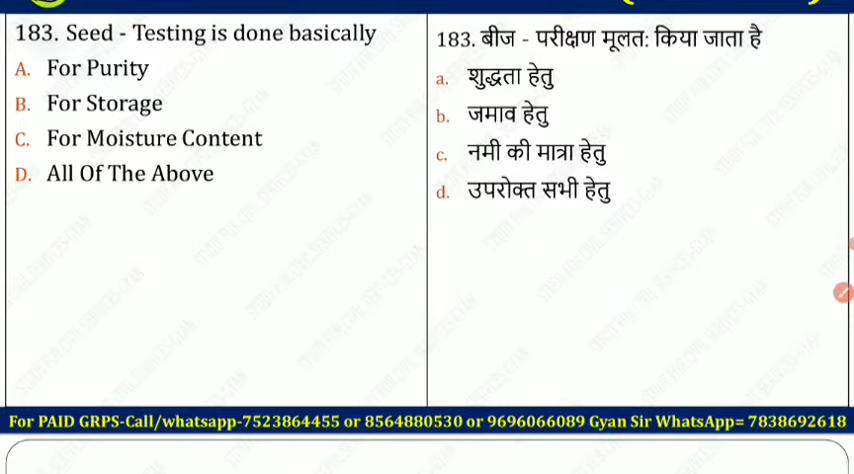 183. Seed - Testing is done basically
A. For Purity
B. For Storage
C. For Moisture Content
D. All Of The Above
183. बीज - परीक्षण मूलत: किया जाता है
a. शुद्धता हेतु
b. जमाव हेतु
c. नमी की मात्रा हेतु
d. उपरोक्त सभी हेतु
For PAID GRPS-Call/whatsapp-7523864455 or 8564880530 or 9696066089 Gyan Sir WhatsApp= 7838692618